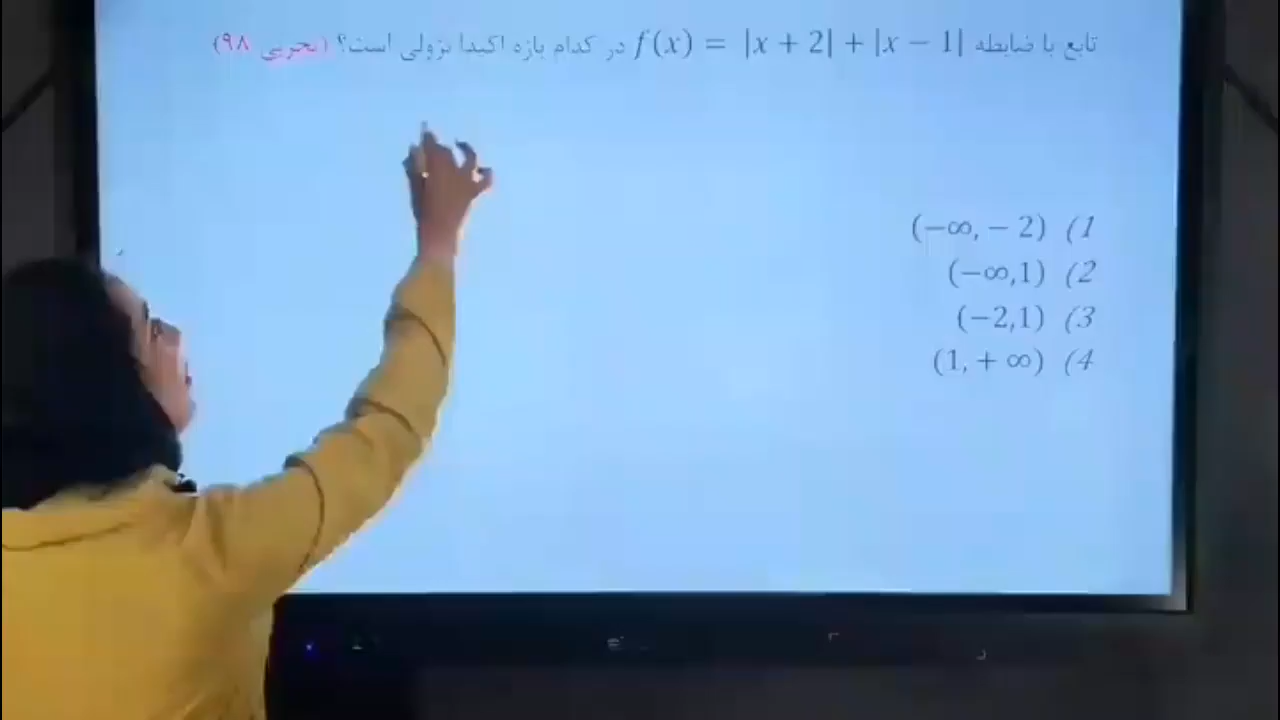 تابع با ضابطه f(x) = |x + 2| + |x − 1| در کدام بازه اکیدا نزولی است؟ (تجربی ۹۸)
(−∞, − 2) (1
(−∞,1) (2
(−2,1) (3
(1, + ∞) (4